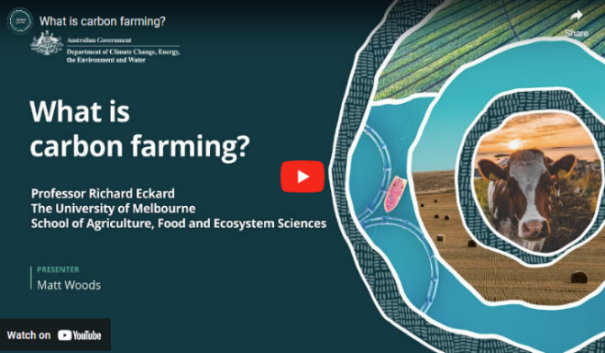 What is carbon farming?
Share
Australian Government
Department of Climate Change, Energy,
the Environment and Water
What is
carbon farming?
Professor Richard Eckard
The University of Melbourne
School of Agriculture, Food and Ecosystem Sciences
PRESENTER
Matt Woods
Watch on YouTube